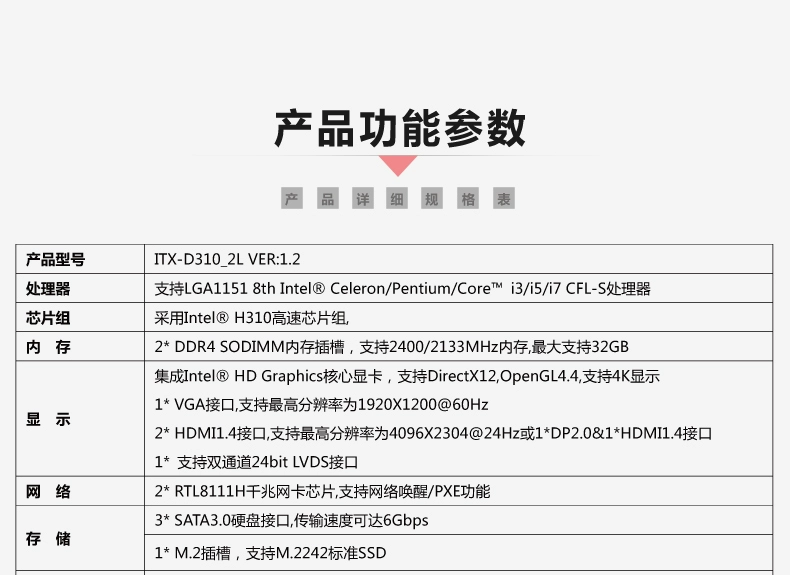 产品功能参数
产 品 详 细 规 格 表
产品型号 ITX-D310_2L VER:1.2
处理器 支持LGA1151 8th Intel® Celeron/Pentium/Core™ i3/i5/i7 CFL-S处理器
芯片组 采用Intel® H310高速芯片组,
内 存 2* DDR4 SODIMM内存插槽，支持2400/2133MHz内存,最大支持32GB
显 示
集成Intel® HD Graphics核心显卡，支持DirectX12,OpenGL4.4,支持4K显示
1* VGA接口,支持最高分辨率为1920X1200@60Hz
2* HDMI1.4接口,支持最高分辨率为4096X2304@24Hz或1*DP2.0&1*HDMI1.4接口
1* 支持双通道24bit LVDS接口
网 络 2* RTL8111H千兆网卡芯片,支持网络唤醒/PXE功能
存 储
3* SATA3.0硬盘接口,传输速度可达6Gbps
1* M.2插槽，支持M.2242标准SSD